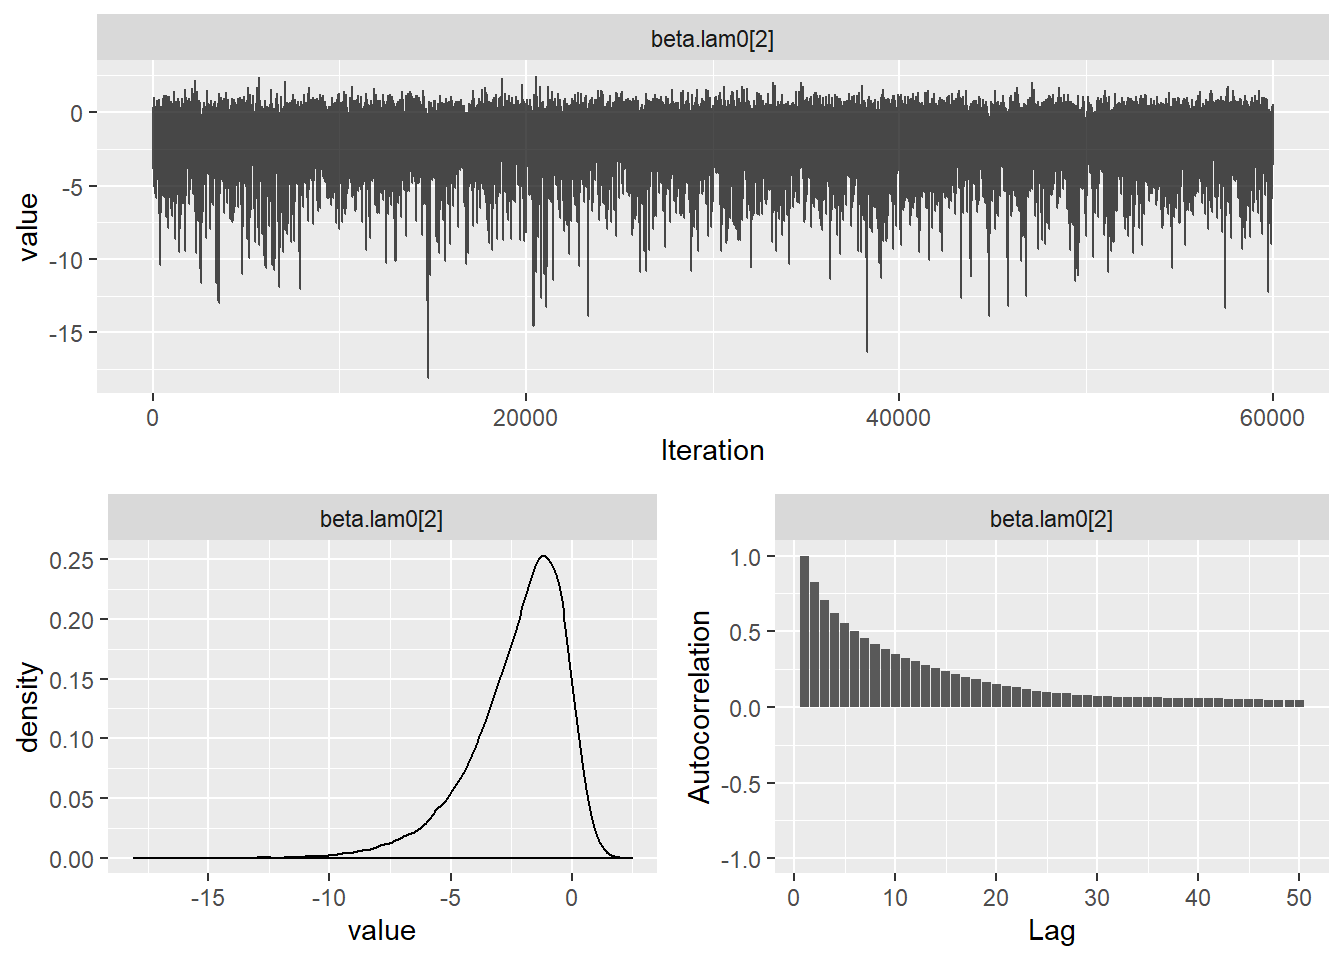 beta.lam0[2]
0
-5
-10
-15
value
0 20000 40000 60000
Iteration
beta.lam0[2]
0.25
0.20
0.15
0.10
0.05
0.00
density
-15 -10 -5 0
value
beta.lam0[2]
1.0
0.5
0.0
-0.5
-1.0
Autocorrelation
0 10 20 30 40 50
Lag